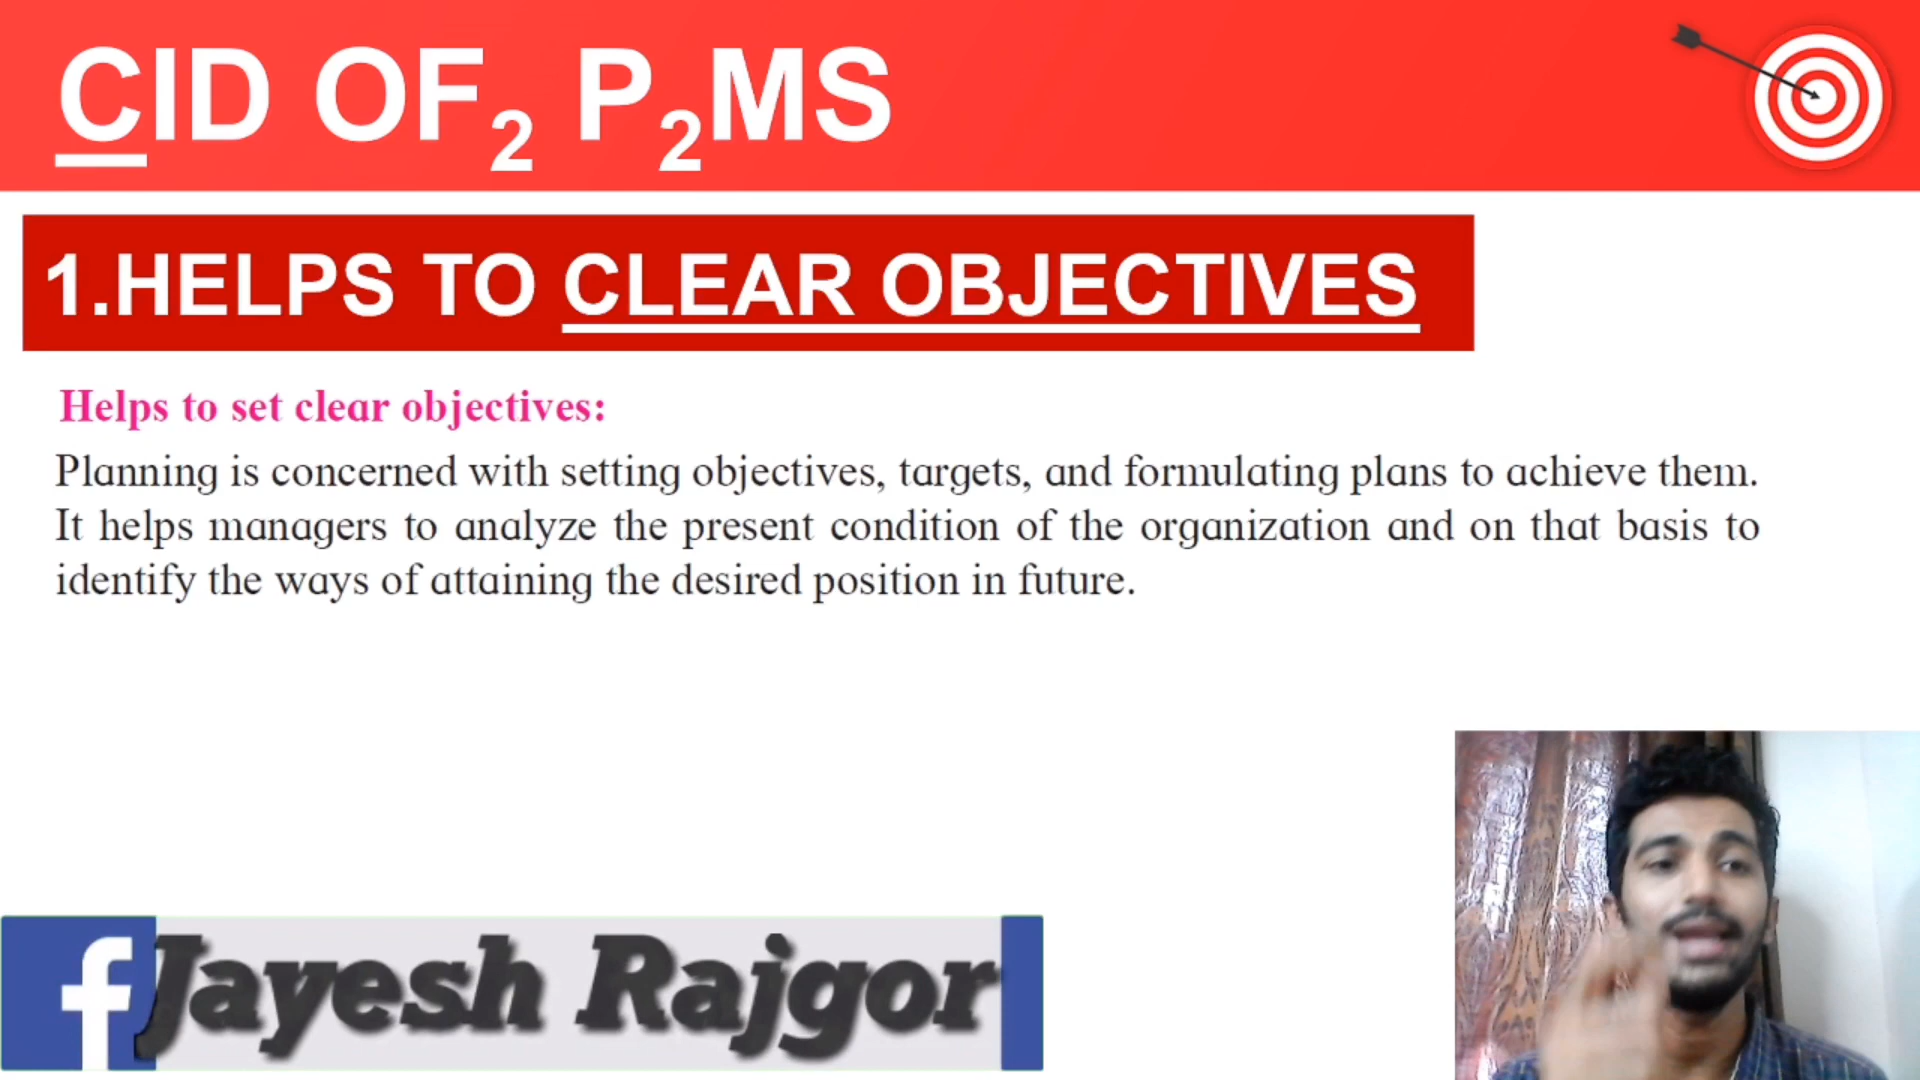 CID OF₂ P₂MS
1.HELPS TO CLEAR OBJECTIVES
Helps to set clear objectives:
Planning is concerned with setting objectives, targets, and formulating plans to achieve them.
It helps managers to analyze the present condition of the organization and on that basis to
identify the ways of attaining the desired position in future.
f Jayesh Rajgor